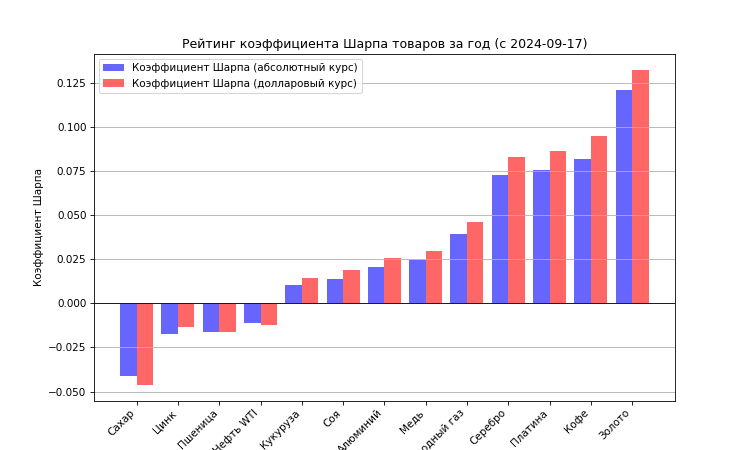 Рейтинг коэффициента Шарпа товаров за год (с 2024-09-17)
Коэффициент Шарпа (абсолютный курс)
Коэффициент Шарпа (долларовый курс)
Коэффициент Шарпа
0.125
0.100
0.075
0.050
0.025
0.000
−0.025
−0.050
Сахар
Цинк
Пшеница
Нефть WTI
Кукуруза
Соя
Алюминий
Медь
газ
Серебро
Платина
Кофе
Золото